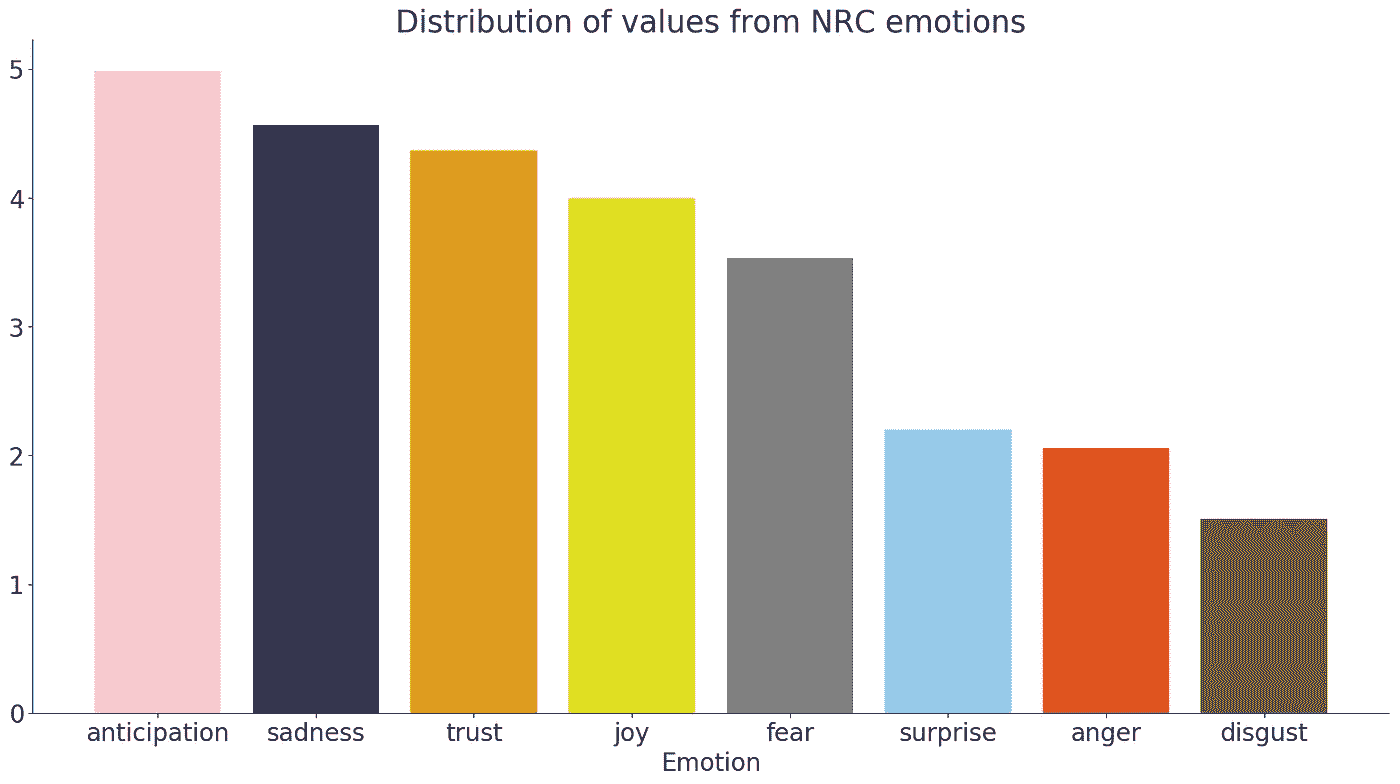 Distribution of values from NRC emotions
5
4
3
2
1
0
anticipation sadness trust joy fear surprise anger disgust
Emotion